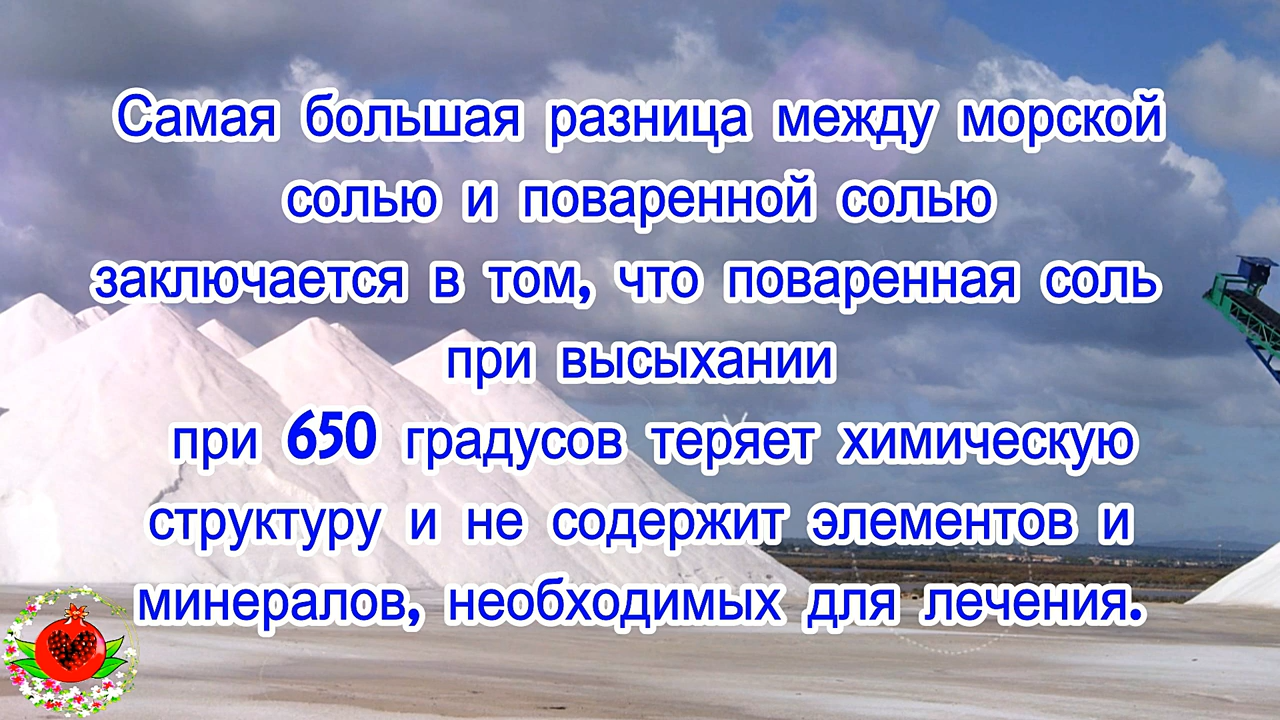 Самая большая разница между морской
солью и поваренной солью
заключается в том, что поваренная соль
при высыхании
при 650 градусов теряет химическую
структуру и не содержит элементов и
минералов, необходимых для лечения.